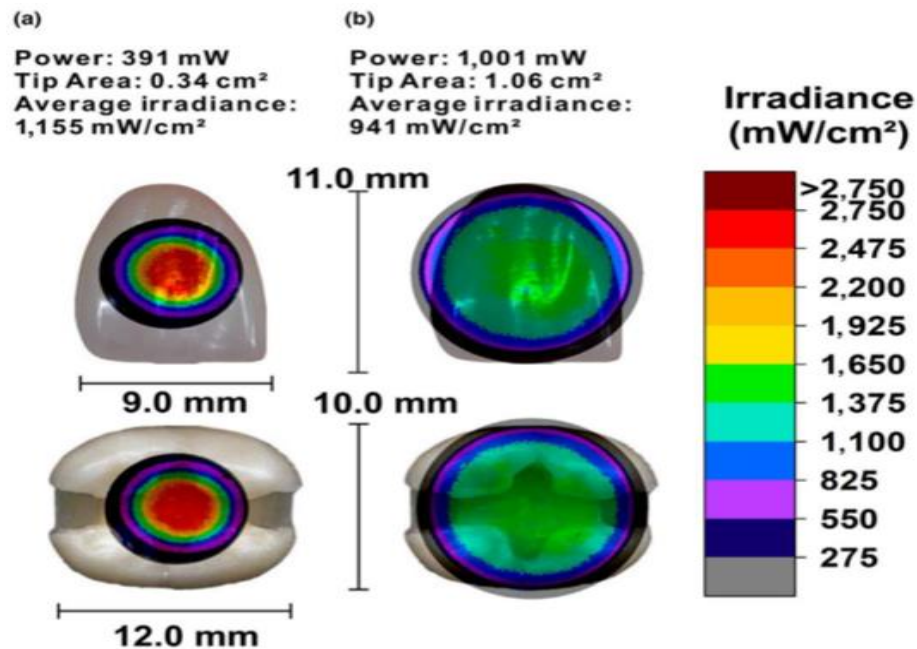 (a)
Power: 391 mW
Tip Area: 0.34 cm²
Average irradiance:
1,155 mW/cm²
(b)
Power: 1,001 mW
Tip Area: 1.06 cm²
Average irradiance:
941 mW/cm²
Irradiance
(mW/cm²)
>2,750
2,750
2,475
2,200
1,925
1,650
1,375
1,100
825
550
275
11.0 mm
9.0 mm
10.0 mm
12.0 mm